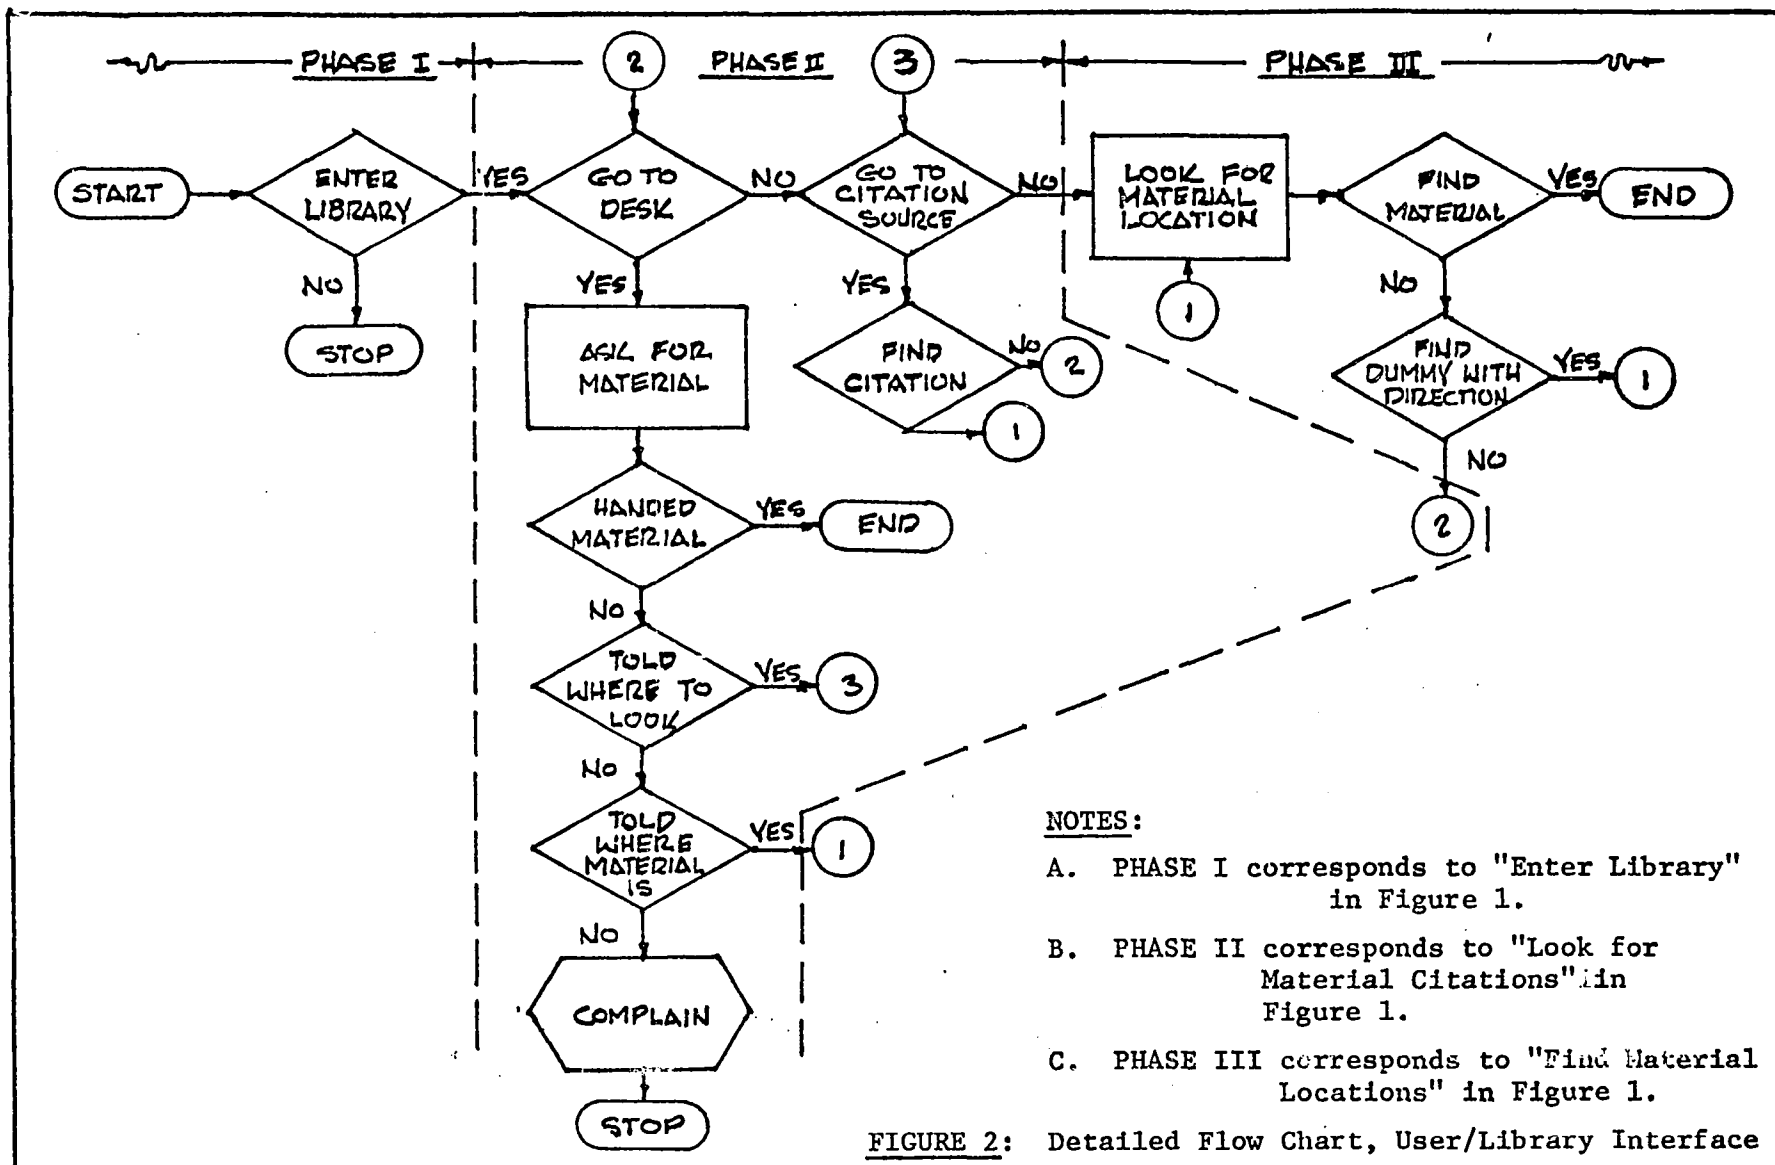 PHASE I
2
PHASE II
3
PHASE III
START
ENTER
LIBRARY
YES
GO TO
DESK
NO
GO TO
CITATION
SOURCE
NO
LOOK FOR
MATERIAL
LOCATION
FIND
MATERIAL
YES
END
NO
STOP
YES
ASK FOR
MATERIAL
YES
FIND
CITATION
NO
2
1
1
NO
FIND
DUMMY WITH
DIRECTION
YES
1
NO
2
HANDED
MATERIAL
YES
END
NO
TOLD
WHERE TO
LOOK
YES
3
NO
TOLD
WHERE
MATERIAL
IS
YES
1
NO
COMPLAIN
STOP
NOTES:
A. PHASE I corresponds to "Enter Library"
in Figure 1.
B. PHASE II corresponds to "Look for
Material Citations" in
Figure 1.
C. PHASE III corresponds to "Find Material
Locations" in Figure 1.
FIGURE 2: Detailed Flow Chart, User/Library Interface